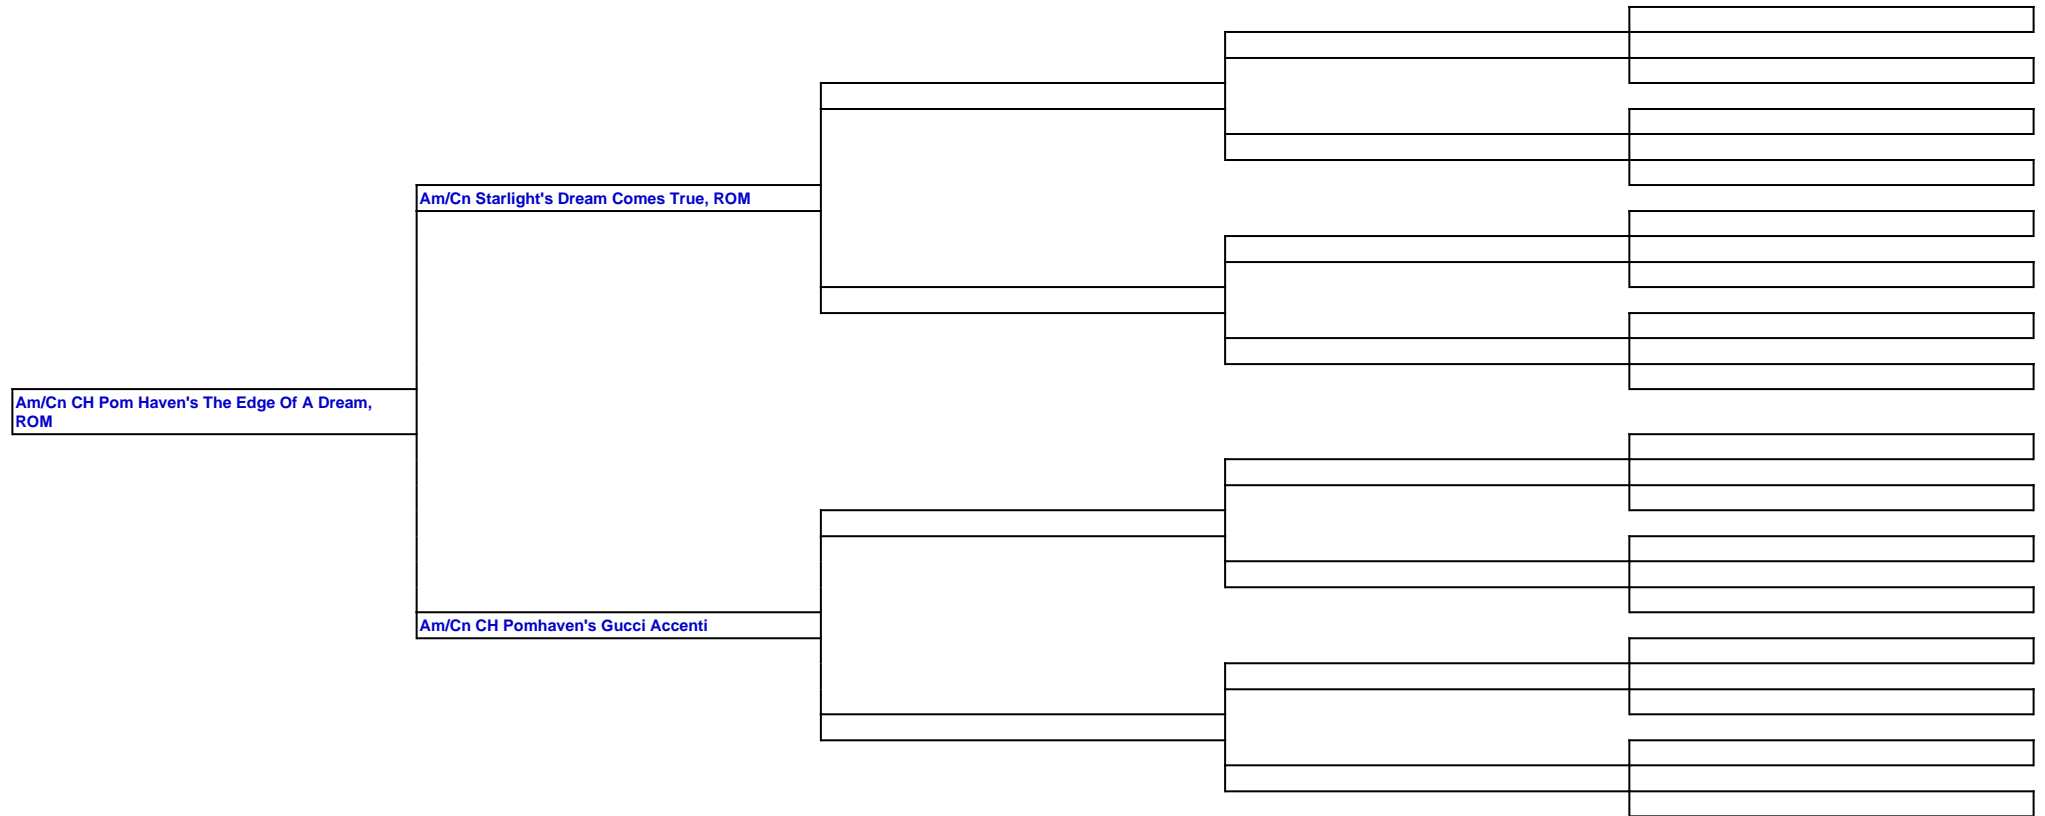 Am/Cn Starlight's Dream Comes True, ROM
Am/Cn CH Pom Haven's The Edge Of A Dream,
ROM
Am/Cn CH Pomhaven's Gucci Accenti